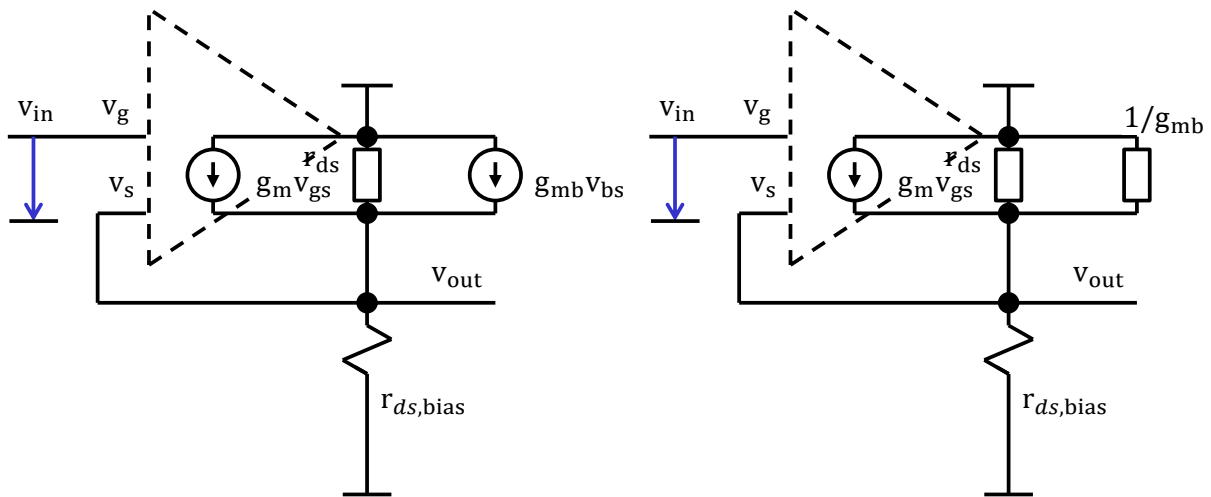 v_in v_g
r_ds
v_s g_m v_gs g_mb v_bs
v_out
r_ds,bias
v_in v_g 1/g_mb
r_ds
v_s g_m v_gs
v_out
r_ds,bias